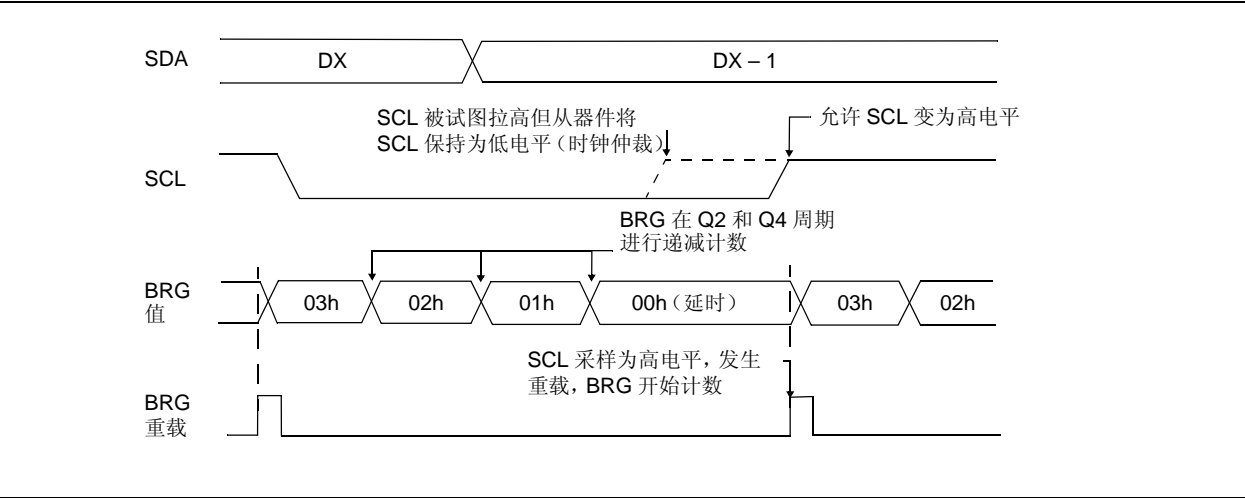 SDA
DX
DX – 1
SCL 被试图拉高但从器件将
SCL 保持为低电平（时钟仲裁）
允许 SCL 变为高电平
SCL
BRG 在 Q2 和 Q4 周期
进行递减计数
BRG
值
03h
02h
01h
00h（延时）
03h
02h
SCL 采样为高电平，发生
重载，BRG 开始计数
BRG
重载